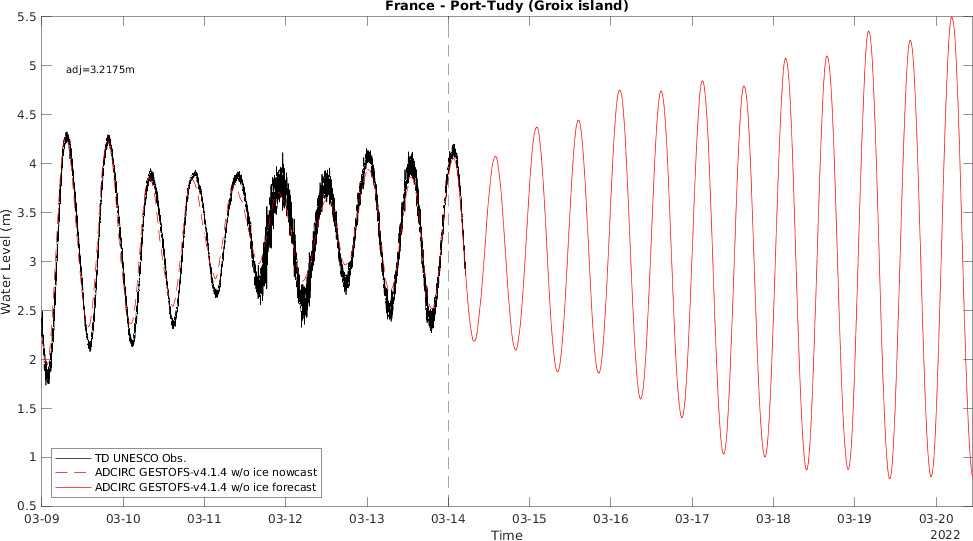 France - Port-Tudy (Groix island)
adj=3.2175m
Water Level (m)
5.5
5
4.5
4
3.5
3
2.5
2
1.5
1
0.5
TD UNESCO Obs.
ADCIRC GESTOFS-v4.1.4 w/o ice nowcast
ADCIRC GESTOFS-v4.1.4 w/o ice forecast
03-09 03-10 03-11 03-12 03-13 03-14 03-15 03-16 03-17 03-18 03-19 03-20
2022
Time